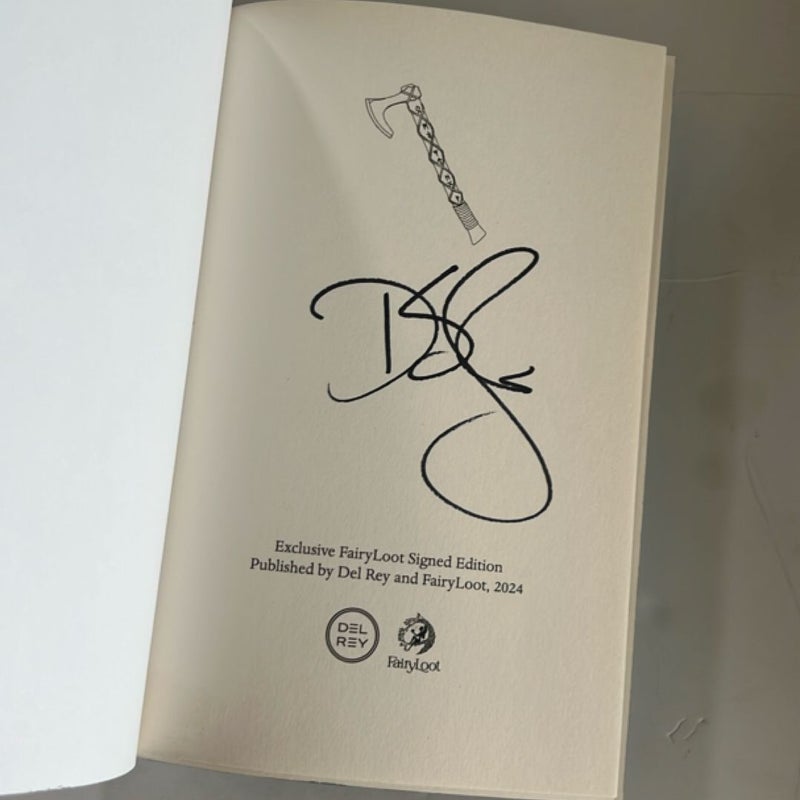 Exclusive FairyLoot Signed Edition
Published by Del Rey and FairyLoot, 2024
DEL
REY
FairyLoot